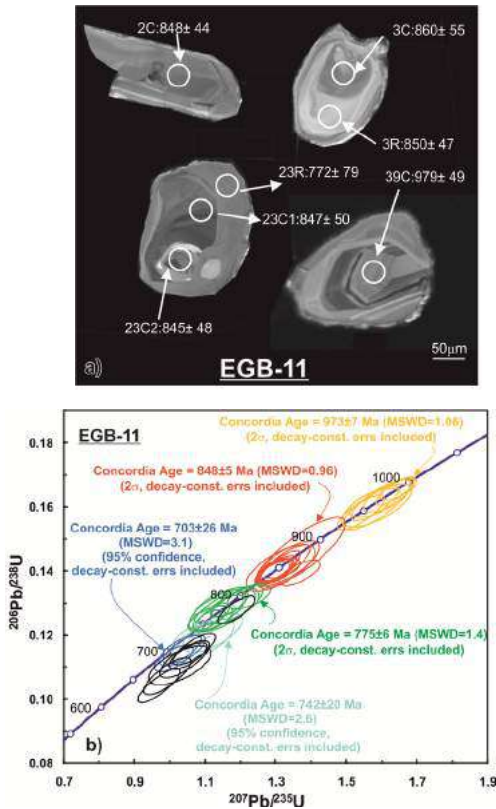 2C:848± 44
3C:860± 55
3R:850± 47
23R:772± 79
39C:979± 49
23C1:847± 50
23C2:845± 48
50μm
a)
EGB-11
EGB-11
Concordia Age = 973±7 Ma (MSWD=1.06)
(2σ, decay-const. errs included)
Concordia Age = 848±5 Ma (MSWD=0.96)
(2σ, decay-const. errs included)
Concordia Age = 703±26 Ma
(MSWD=3.1)
(95% confidence,
decay-const. errs included)
Concordia Age = 775±6 Ma (MSWD=1.4)
(2σ, decay-const. errs included)
Concordia Age = 742±20 Ma
(MSWD=2.6)
(95% confidence,
decay-const. errs included)
1000
900
800
700
600
0.18
0.16
0.14
0.12
0.10
0.08
206Pb/238U
b)
0.7 0.9 1.1 1.3 1.5 1.7 1.9
207Pb/235U